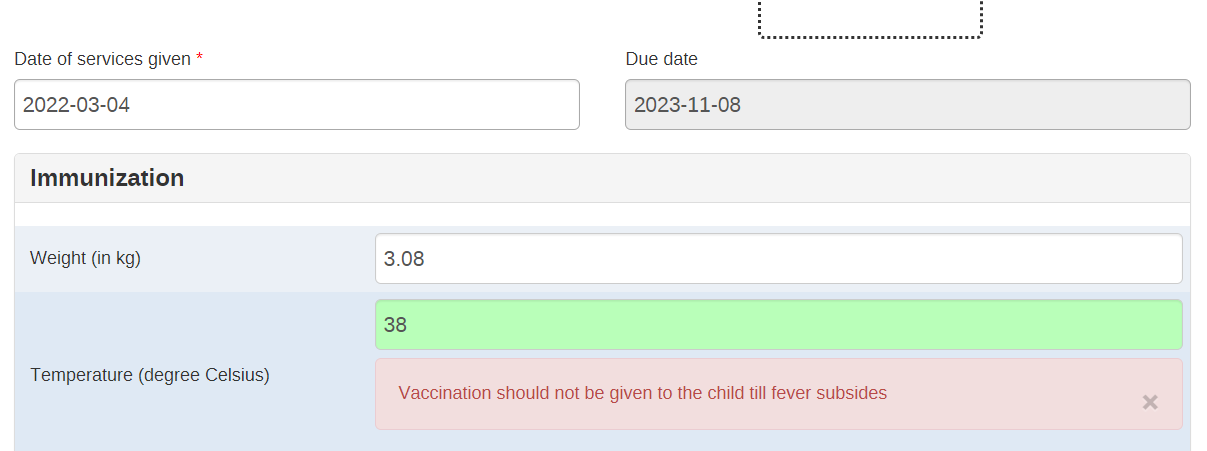 Date of services given *
Due date
2022-03-04
2023-11-08
Immunization
Weight (in kg)
3.08
38
Temperature (degree Celsius)
Vaccination should not be given to the child till fever subsides
×